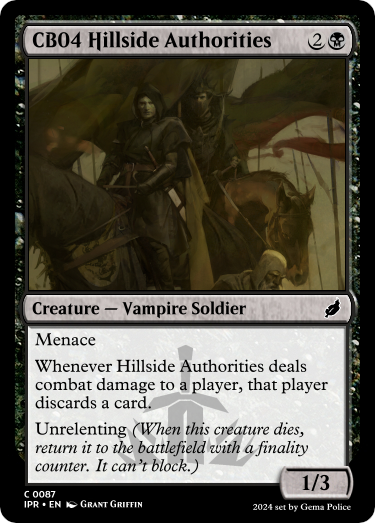 CB04 Hillside Authorities 2
Creature — Vampire Soldier
Menace
Whenever Hillside Authorities deals
combat damage to a player, that player
discards a card.
Unrelenting (When this creature dies,
return it to the battlefield with a finality
counter. It can't block.)
1/3
C 0087
IPR • EN GRANT GRIFFIN
2024 set by Gema Police